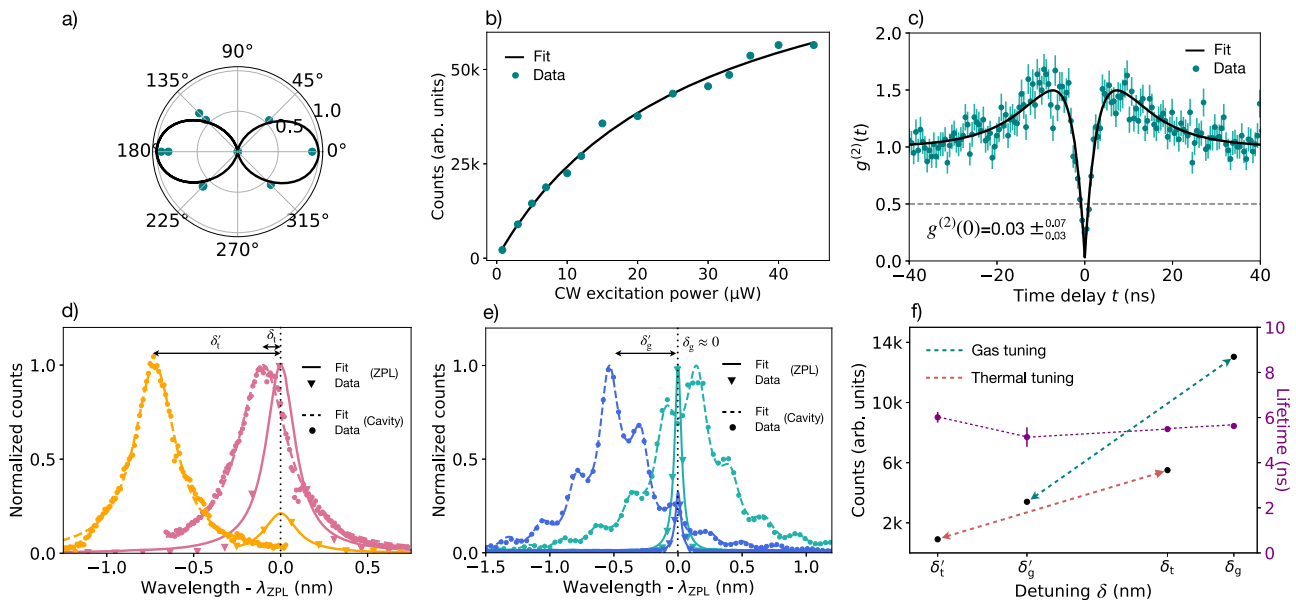 a)
90°
135°
45°
1.0
0.5
180°
0°
225°
315°
270°
b)
Fit
Data
50k
25k
0
Counts (arb. units)
0
10
20
30
40
CW excitation power (μW)
c)
Fit
Data
2.0
1.5
1.0
0.5
0.0
g⁽²⁾(t)
g⁽²⁾(0)=0.03 ±0.07 0.03
−40
−20
0
20
40
Time delay t (ns)
d)
δ′t
δt
Fit
(ZPL)
Data
Fit
(Cavity)
Data
1.0
0.5
0.0
Normalized counts
−1.0
−0.5
0.0
0.5
Wavelength - λZPL (nm)
e)
δ′g
δg ≈ 0
Fit
(ZPL)
Data
Fit
(Cavity)
Data
1.0
0.5
0.0
Normalized counts
−1.5
−1.0
−0.5
0.0
0.5
1.0
Wavelength - λZPL (nm)
f)
Gas tuning
Thermal tuning
14k
10k
6k
2k
Counts (arb. units)
10
8
6
4
2
0
Lifetime (ns)
δ′t
δ′g
δt
δg
Detuning δ (nm)